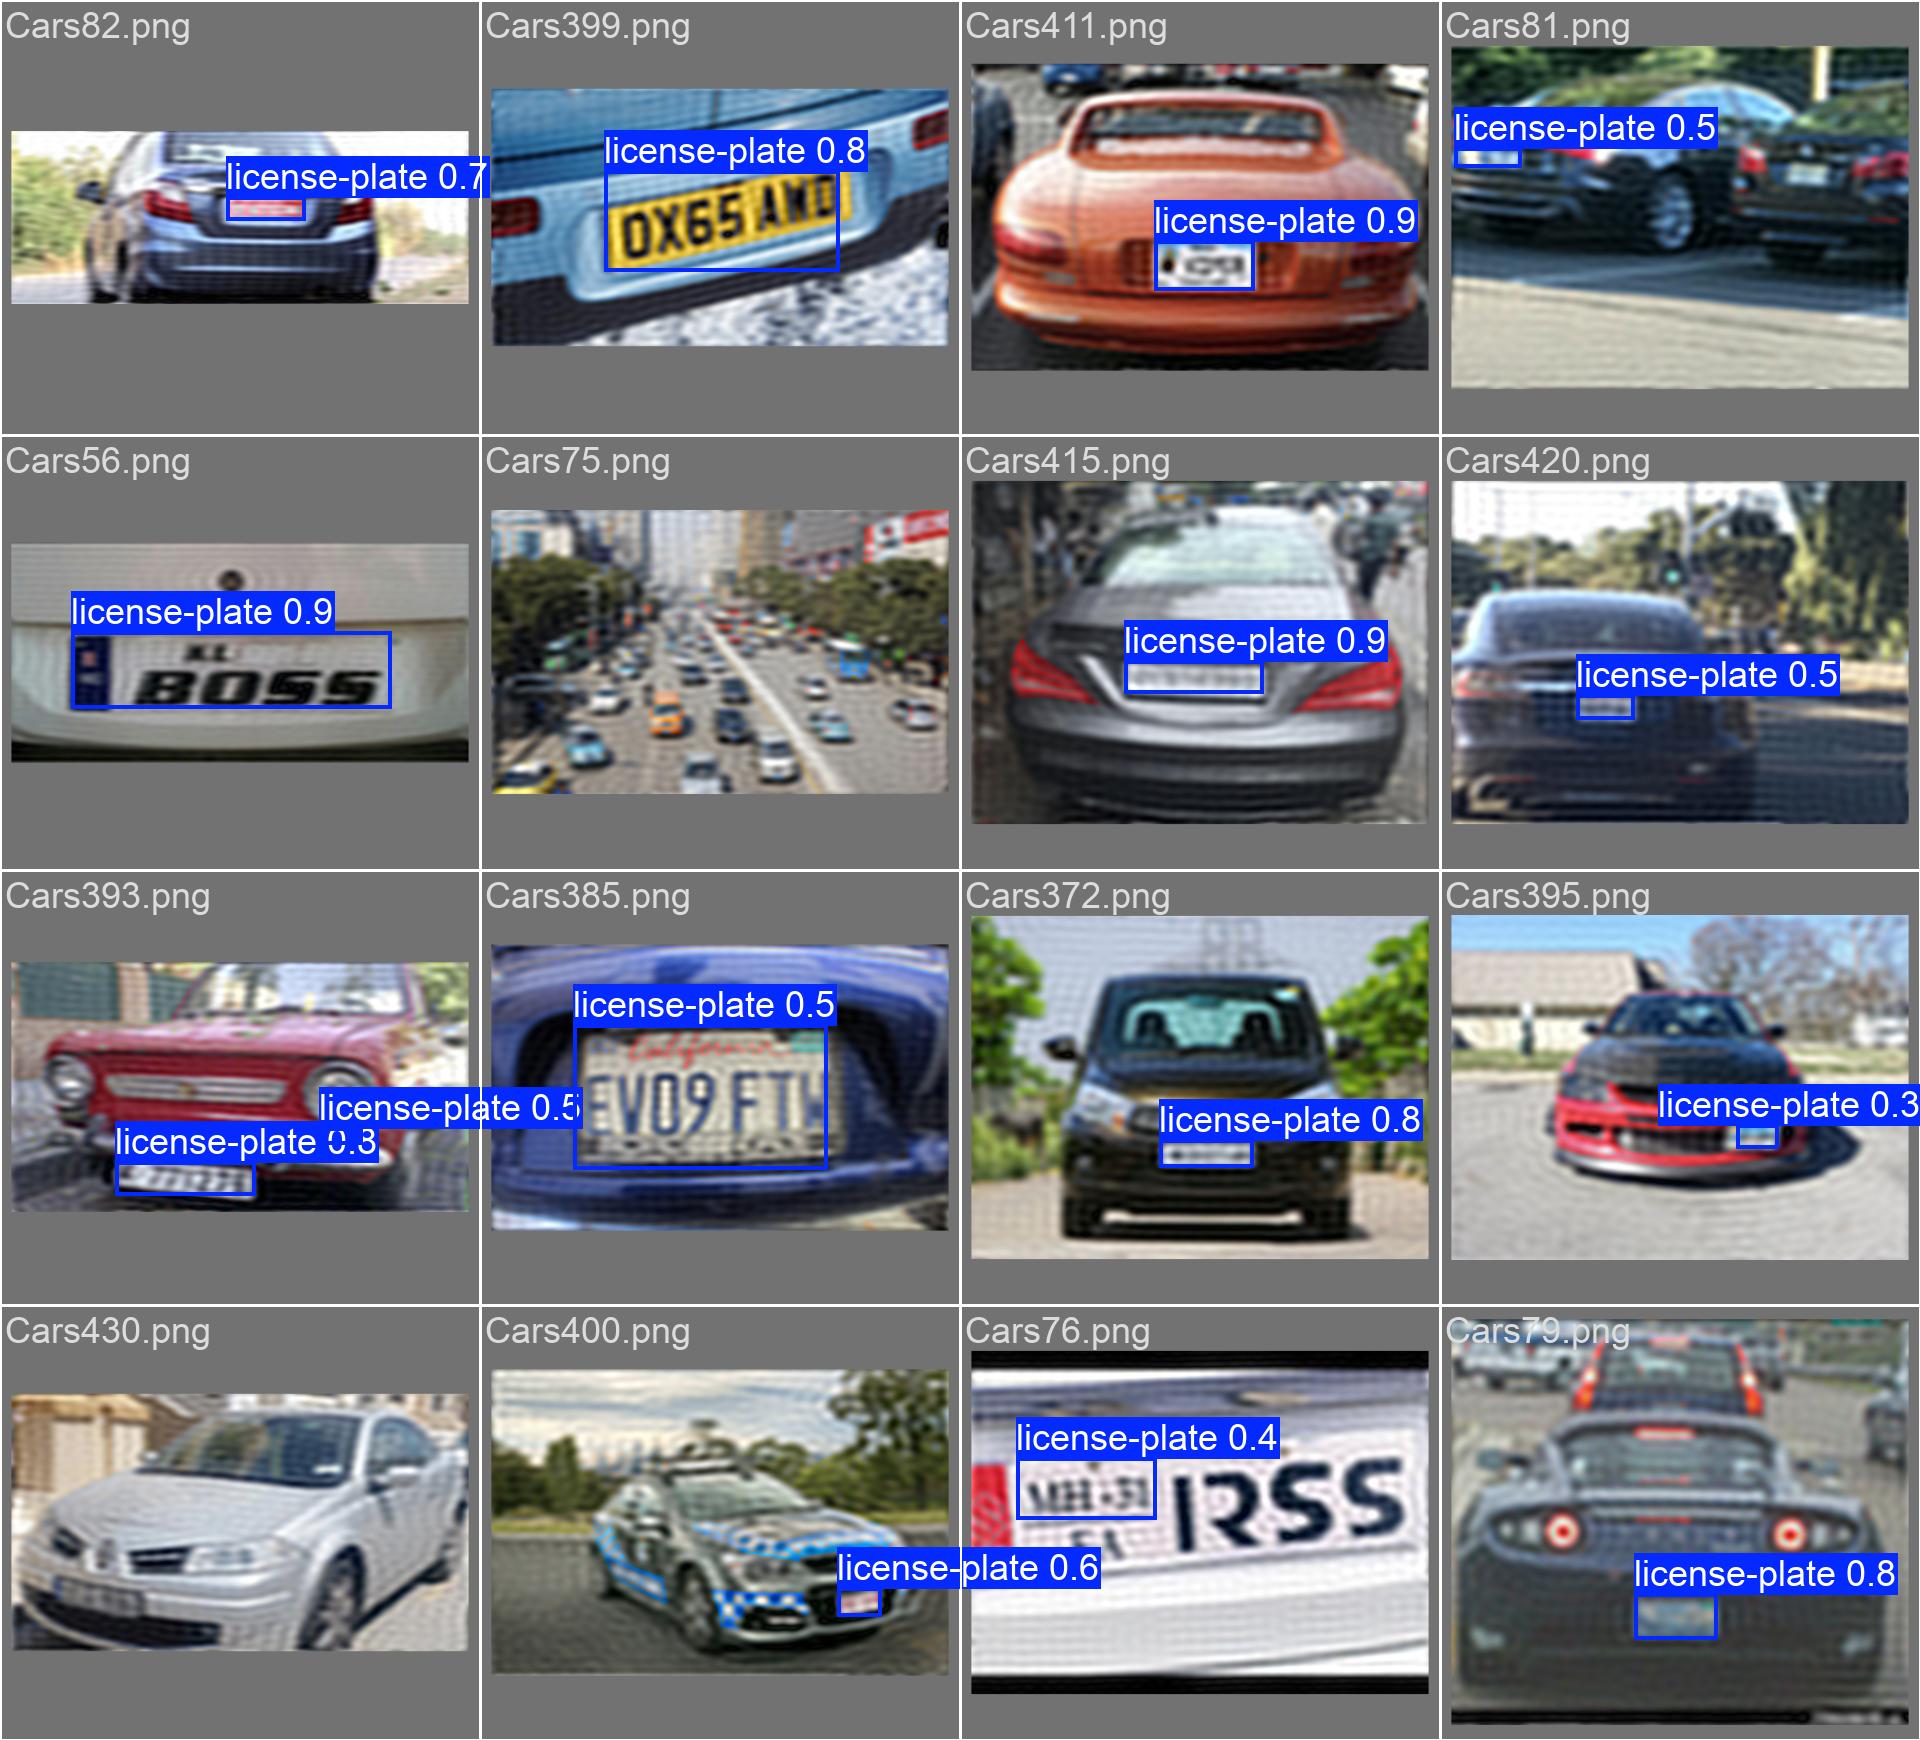 Cars82.png
Cars399.png
Cars411.png
Cars81.png
license-plate 0.7
license-plate 0.8
OX65
license-plate 0.9
license-plate 0.5
Cars56.png
Cars75.png
Cars415.png
Cars420.png
license-plate 0.9
KL
BOSS
license-plate 0.9
license-plate 0.5
Cars393.png
Cars385.png
Cars372.png
Cars395.png
license-plate 0.5
license-plate 0.3
license-plate 0.5
California
EV09 FTW
license-plate 0.8
license-plate 0.3
Cars430.png
Cars400.png
Cars76.png
Cars79.png
license-plate 0.6
license-plate 0.4
MH·31
RSS
license-plate 0.8